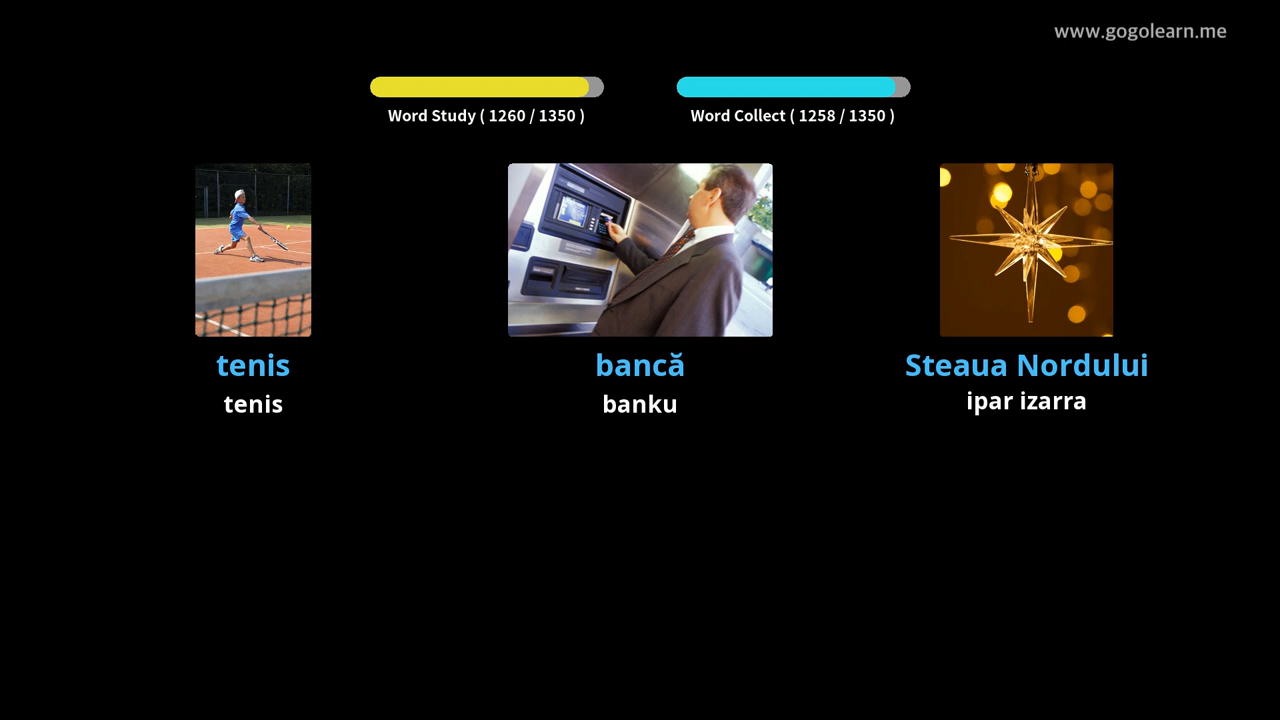 www.gogolearn.me
Word Study ( 1260 / 1350 )
Word Collect ( 1258 / 1350 )
tenis
bancă
Steaua Nordului
tenis
banku
ipar izarra